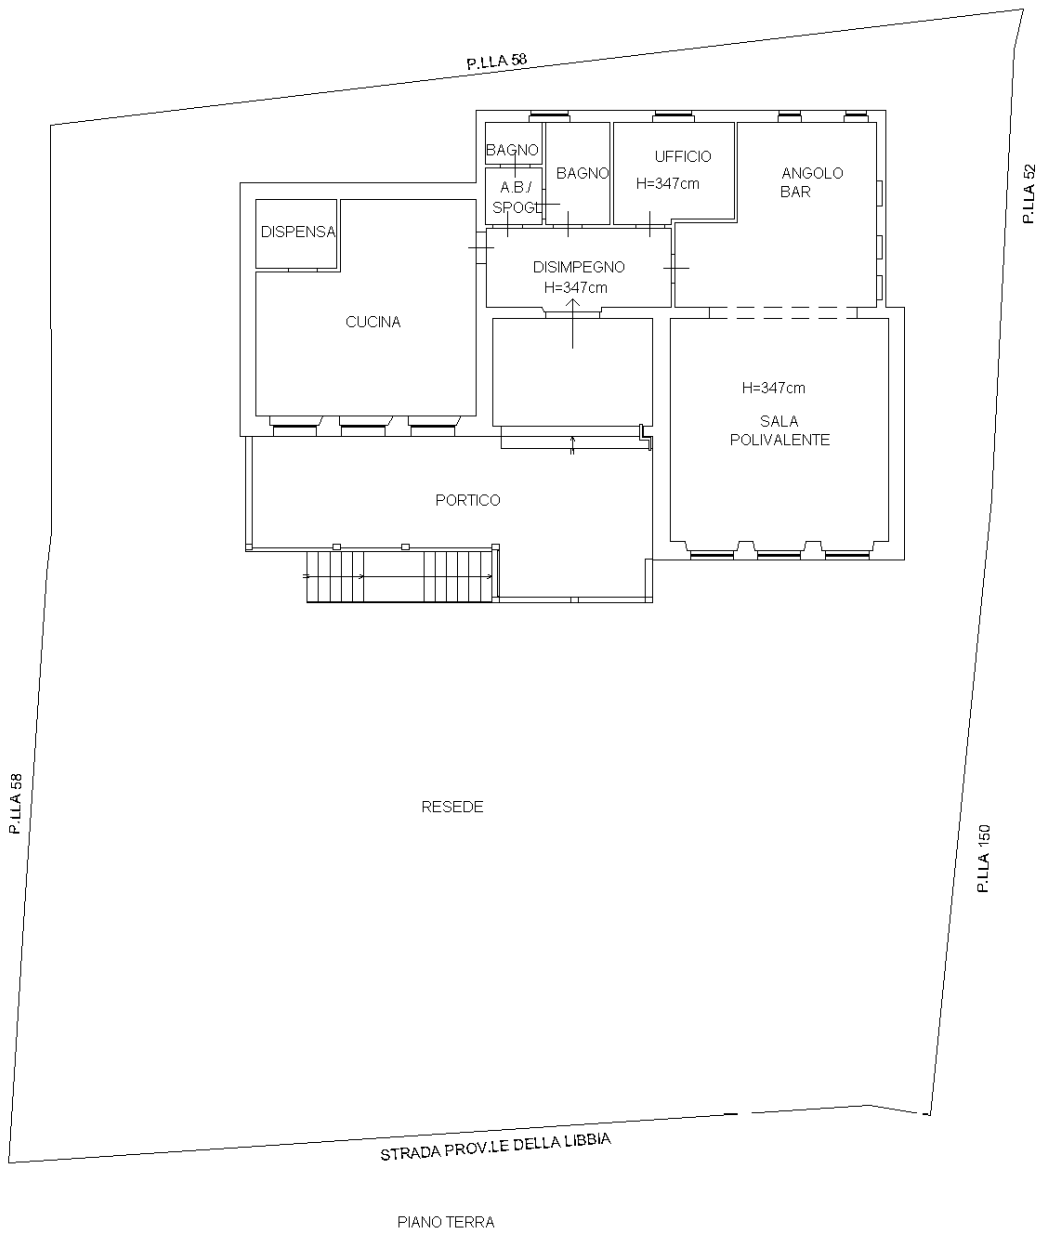 P.LLA 58
P.LLA 52
BAGNO
BAGNO
UFFICIO
H=347cm
ANGOLO
BAR
A.B./
SPOGL
DISPENSA
DISIMPEGNO
H=347cm
CUCINA
H=347cm
SALA
POLIVALENTE
PORTICO
RESEDE
P.LLA 58
P.LLA 150
STRADA PROV.LE DELLA LIBBIA
PIANO TERRA